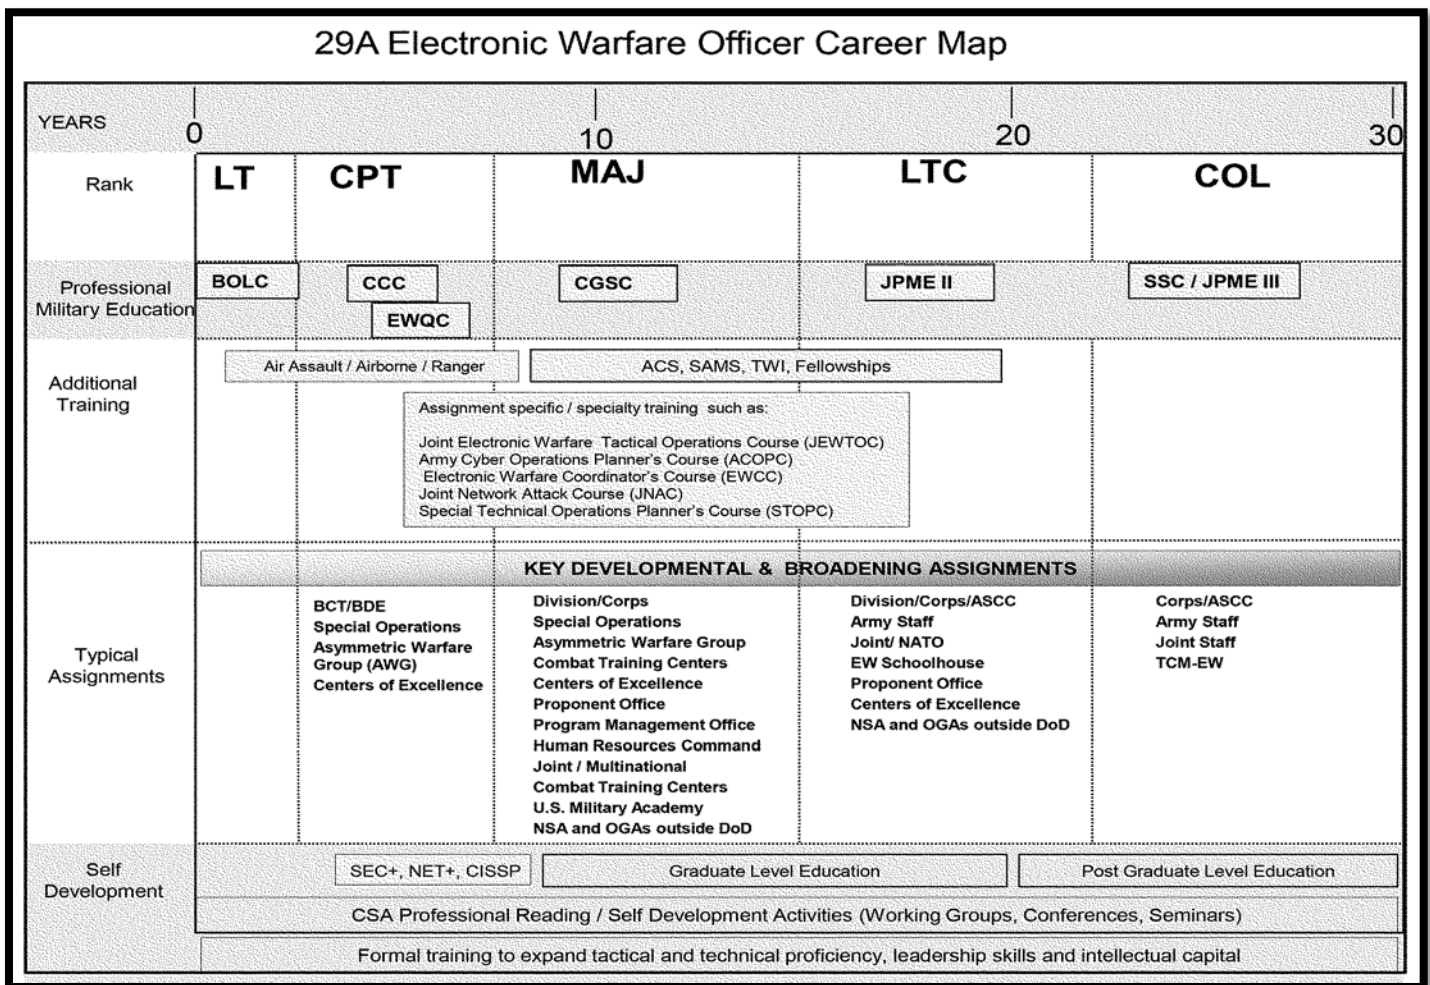 29A Electronic Warfare Officer Career Map
YEARS
0
10
20
30
Rank
LT
CPT
MAJ
LTC
COL
Professional
Military Education
BOLC
CCC
EWQC
CGSC
JPME II
SSC / JPME III
Additional
Training
Air Assault / Airborne / Ranger
ACS, SAMS, TWI, Fellowships
Assignment specific / specialty training such as:
Joint Electronic Warfare Tactical Operations Course (JEWTOC)
Army Cyber Operations Planner's Course (ACOPC)
Electronic Warfare Coordinator's Course (EWCC)
Joint Network Attack Course (JNAC)
Special Technical Operations Planner's Course (STOPC)
Typical
Assignments
KEY DEVELOPMENTAL & BROADENING ASSIGNMENTS
BCT/BDE
Special Operations
Asymmetric Warfare
Group (AWG)
Centers of Excellence
Division/Corps
Special Operations
Asymmetric Warfare Group
Combat Training Centers
Centers of Excellence
Proponent Office
Program Management Office
Human Resources Command
Joint / Multinational
Combat Training Centers
U.S. Military Academy
NSA and OGAs outside DoD
Division/Corps/ASCC
Army Staff
Joint/ NATO
EW Schoolhouse
Proponent Office
Centers of Excellence
NSA and OGAs outside DoD
Corps/ASCC
Army Staff
Joint Staff
TCM-EW
Self
Development
SEC+, NET+, CISSP
Graduate Level Education
Post Graduate Level Education
CSA Professional Reading / Self Development Activities (Working Groups, Conferences, Seminars)
Formal training to expand tactical and technical proficiency, leadership skills and intellectual capital